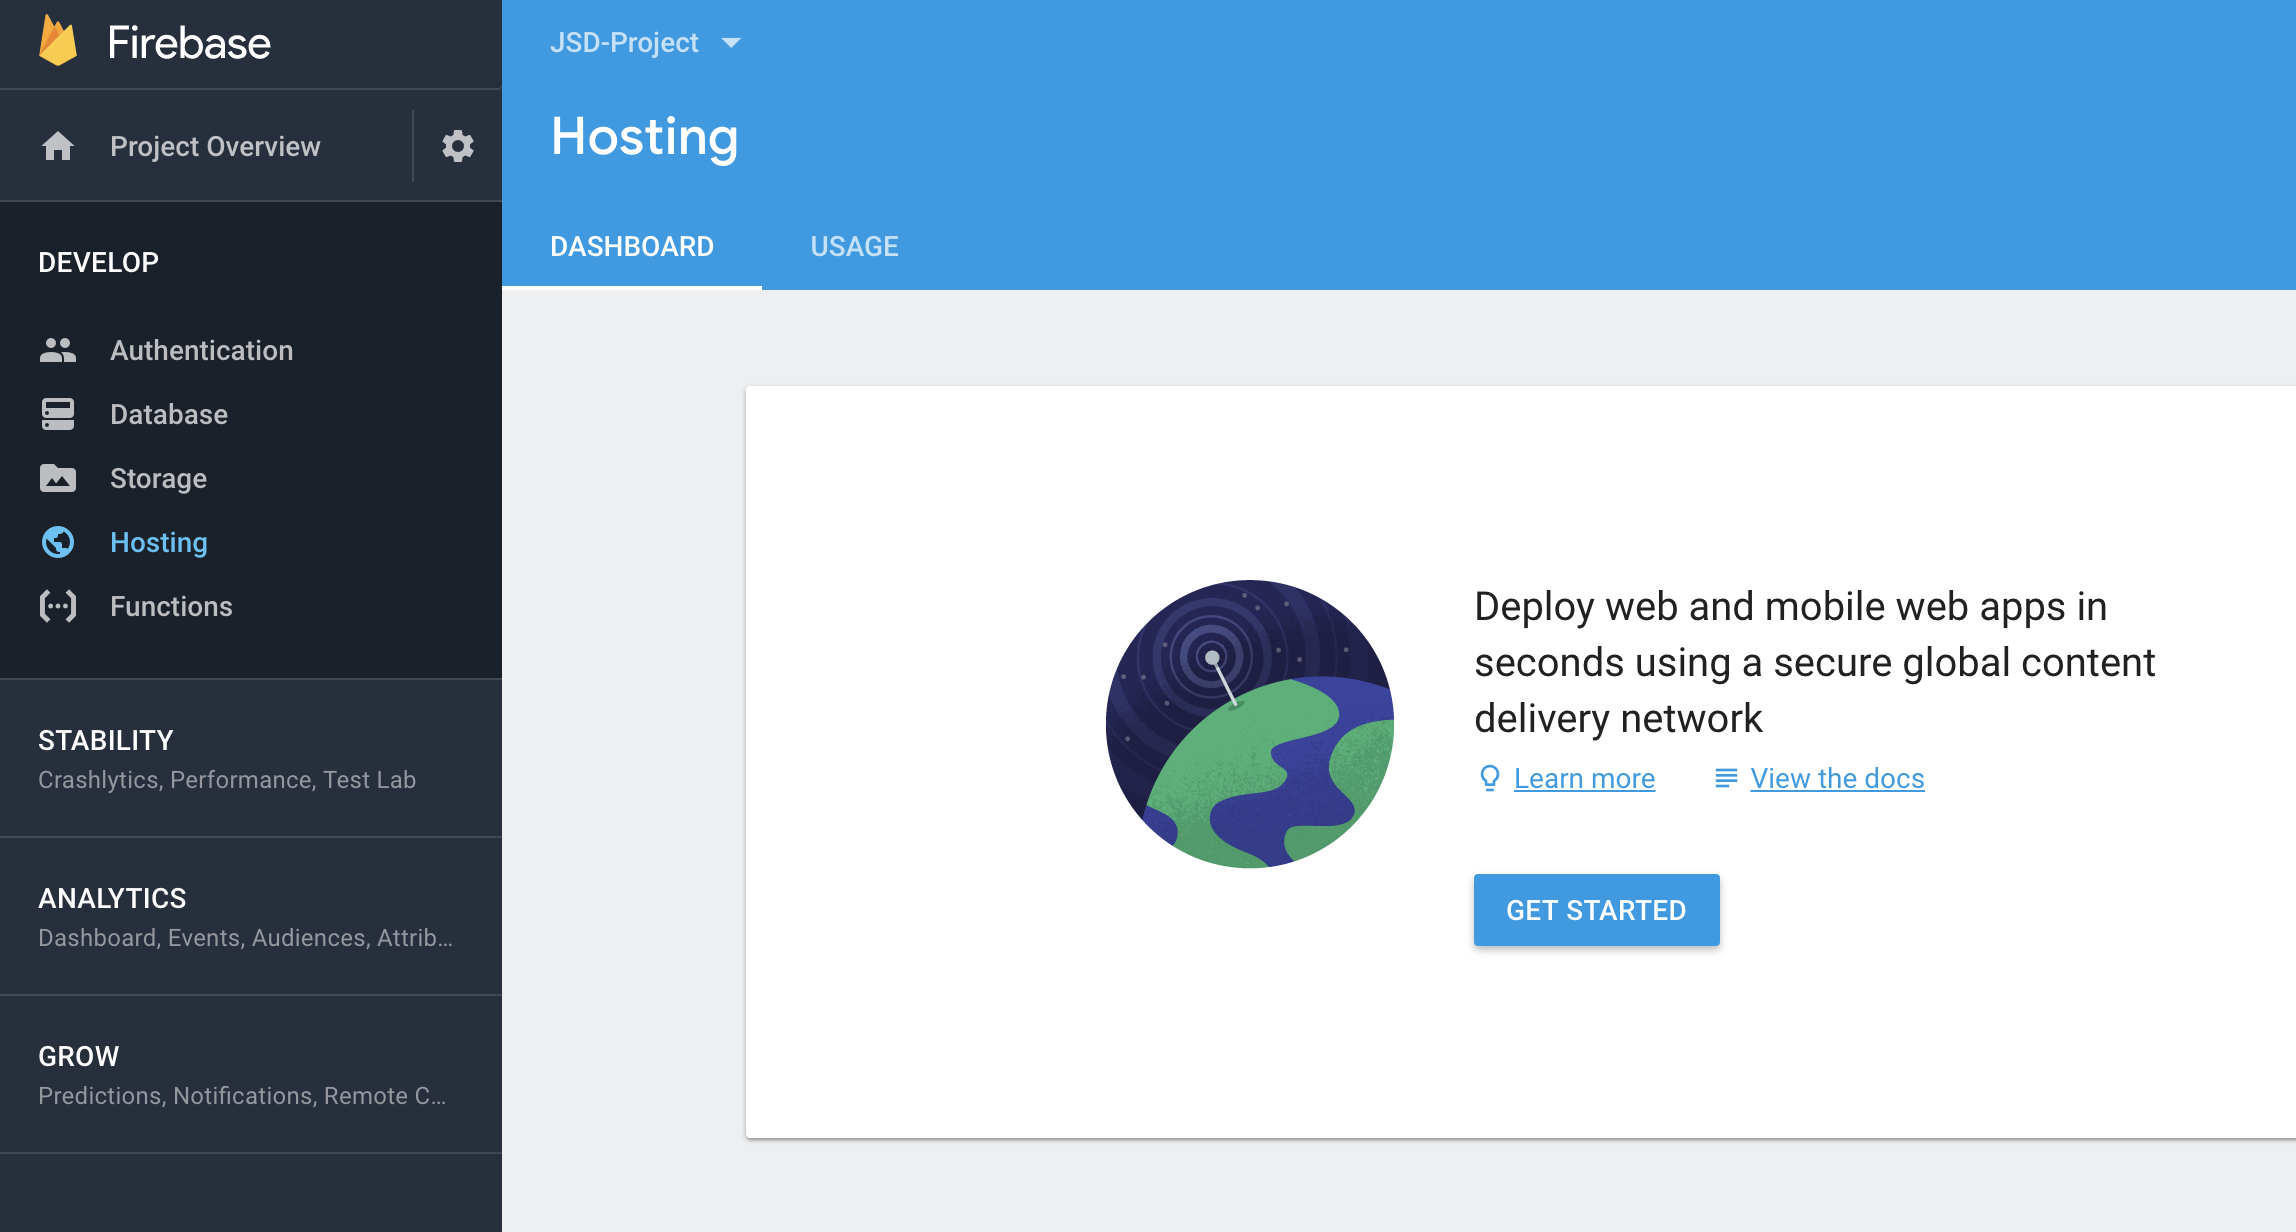 Firebase
Project Overview
DEVELOP
Authentication
Database
Storage
Hosting
Functions
STABILITY
Crashlytics, Performance, Test Lab
ANALYTICS
Dashboard, Events, Audiences, Attrib...
GROW
Predictions, Notifications, Remote C...
JSD-Project
Hosting
DASHBOARD USAGE
Deploy web and mobile web apps in
seconds using a secure global content
delivery network
Learn more View the docs
GET STARTED